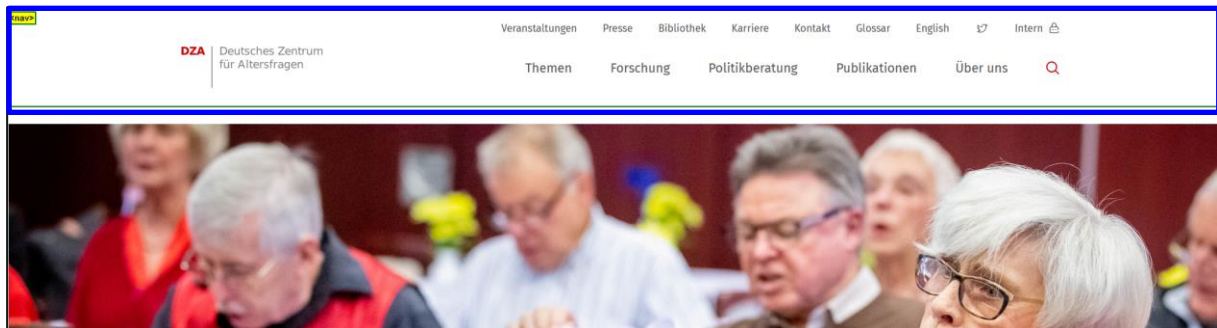 <nav>
Veranstaltungen Presse Bibliothek Karriere Kontakt Glossar English Intern
DZA Deutsches Zentrum
für Altersfragen
Themen Forschung Politikberatung Publikationen Über uns